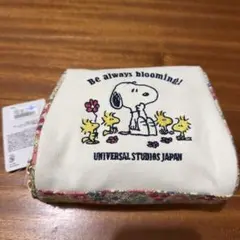 Be always blooming!
UNIVERSAL STUDIOS JAPAN